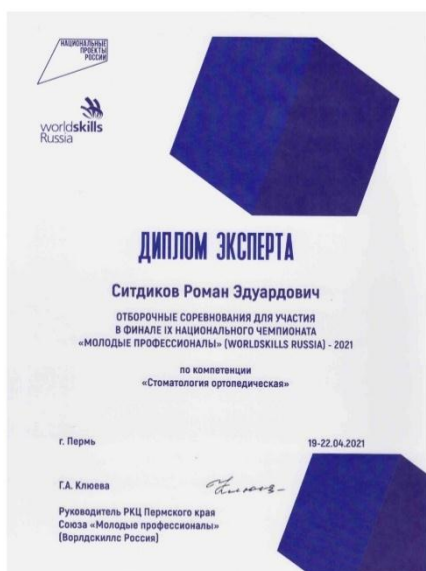 НАЦИОНАЛЬНЫЕ
ПРОЕКТЫ
РОССИИ
worldskills
Russia
ДИПЛОМ ЭКСПЕРТА
Ситдиков Роман Эдуардович
ОТБОРОЧНЫЕ СОРЕВНОВАНИЯ ДЛЯ УЧАСТИЯ
В ФИНАЛЕ IX НАЦИОНАЛЬНОГО ЧЕМПИОНАТА
«МОЛОДЫЕ ПРОФЕССИОНАЛЫ» (WORLDSKILLS RUSSIA) - 2021
по компетенции
«Стоматология ортопедическая»
г. Пермь 19-22.04.2021
Г.А. Клюева
Руководитель РКЦ Пермского края
Союза «Молодые профессионалы»
(Ворлдскиллс Россия)